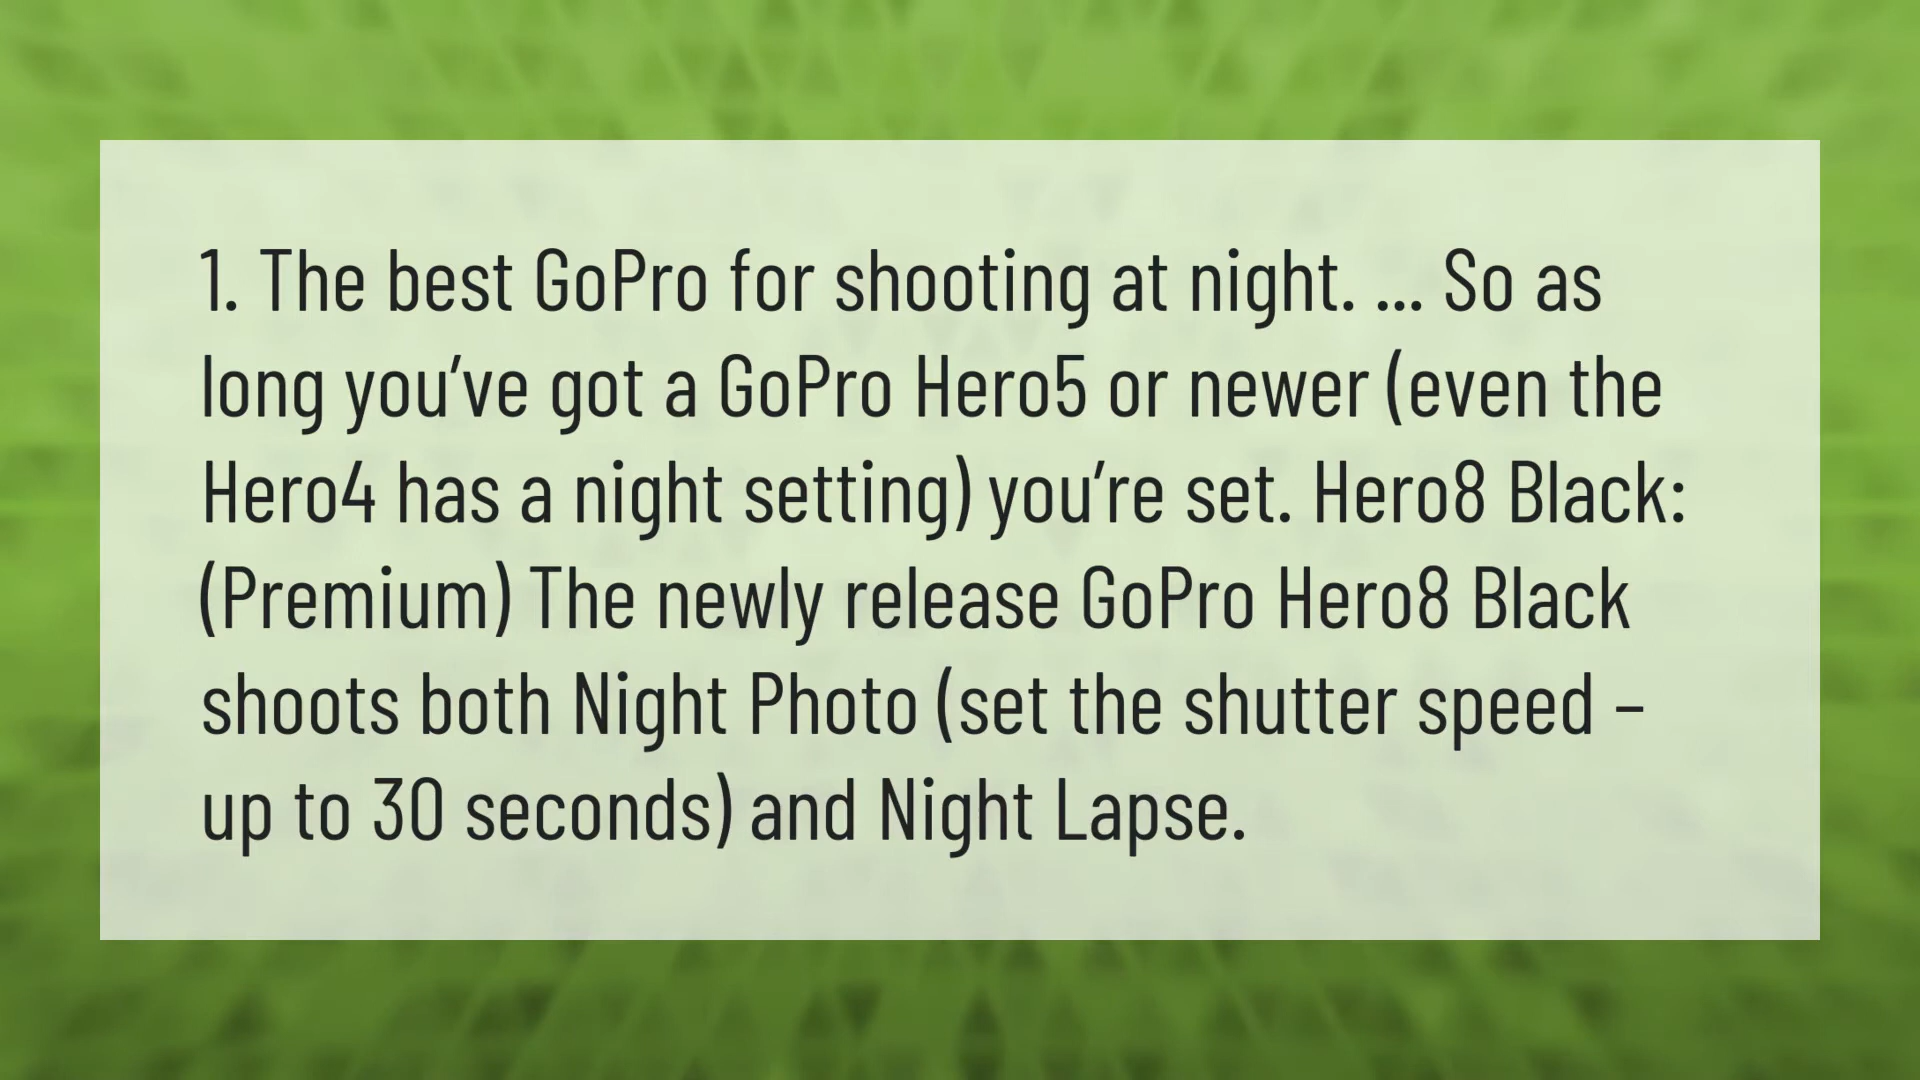 1. The best GoPro for shooting at night. ... So as
long you've got a GoPro Hero5 or newer (even the
Hero4 has a night setting) you're set. Hero8 Black:
(Premium) The newly release GoPro Hero8 Black
shoots both Night Photo (set the shutter speed –
up to 30 seconds) and Night Lapse.